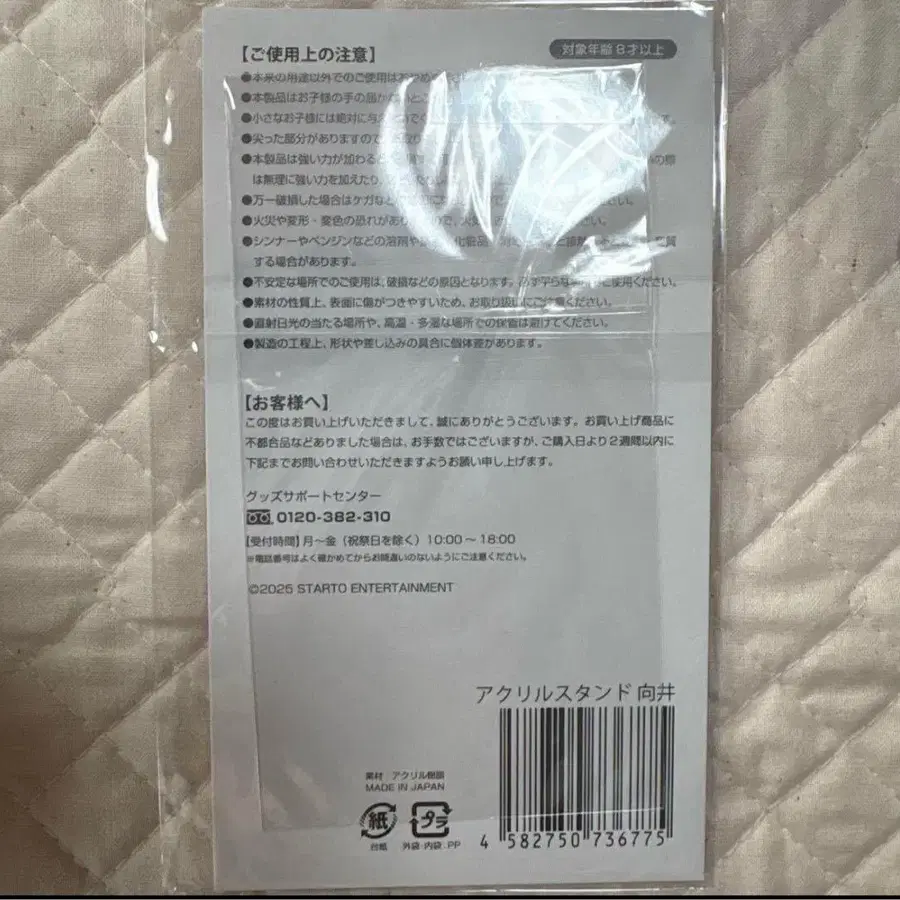 【ご使用上の注意】
対象年齢 8才以上
●本来の用途以外でのご使用は
●本製品はお子様の手の届かないと
●小さなお子様には絶対に与
●尖った部分がありますので
●本製品は強い力が加わると
は無理に強い力を加えたり
●万一破損した場合はケガな
●火災や変形・変色の恐れがあ
●シンナーやベンジンなどの溶剤や 化粧品
する場合があります。
●不安定な場所でのご使用は、破損などの原因となります。必ず平らな ご使用ください。
●素材の性質上、表面に傷がつきやすいため、お取り扱いにご注意ください。
●直射日光の当たる場所や、高温・多湿な場所での保管は避けてください。
●製造の工程上、形状や差し込みの具合に個体差があります。
【お客様へ】
この度はお買い上げいただきまして、誠にありがとうございます。お買い上げ商品に
不都合品などありました場合は、お手数ではございますが、ご購入日より2週間以内に
下記までお問い合わせいただきますようお願い申し上げます。
グッズサポートセンター
0120-382-310
【受付時間】月〜金（祝祭日を除く）10:00〜18:00
※電話番号はよく確かめてからお間違いのないようにご注意ください。
©2025 STARTO ENTERTAINMENT
アクリルスタンド 向井
素材 アクリル樹脂
MADE IN JAPAN
紙
台紙
プラ
外袋・内袋:PP
4 582750 736775